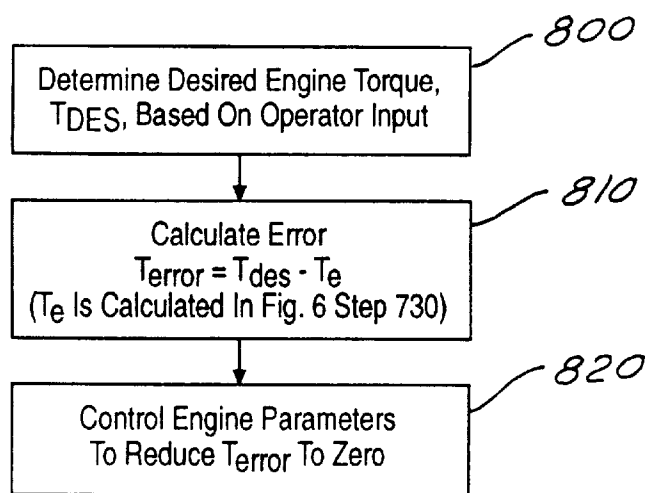 800
Determine Desired Engine Torque,
TDES, Based On Operator Input
810
Calculate Error
Terror = Tdes - Te
(Te Is Calculated In Fig. 6 Step 730)
820
Control Engine Parameters
To Reduce Terror To Zero